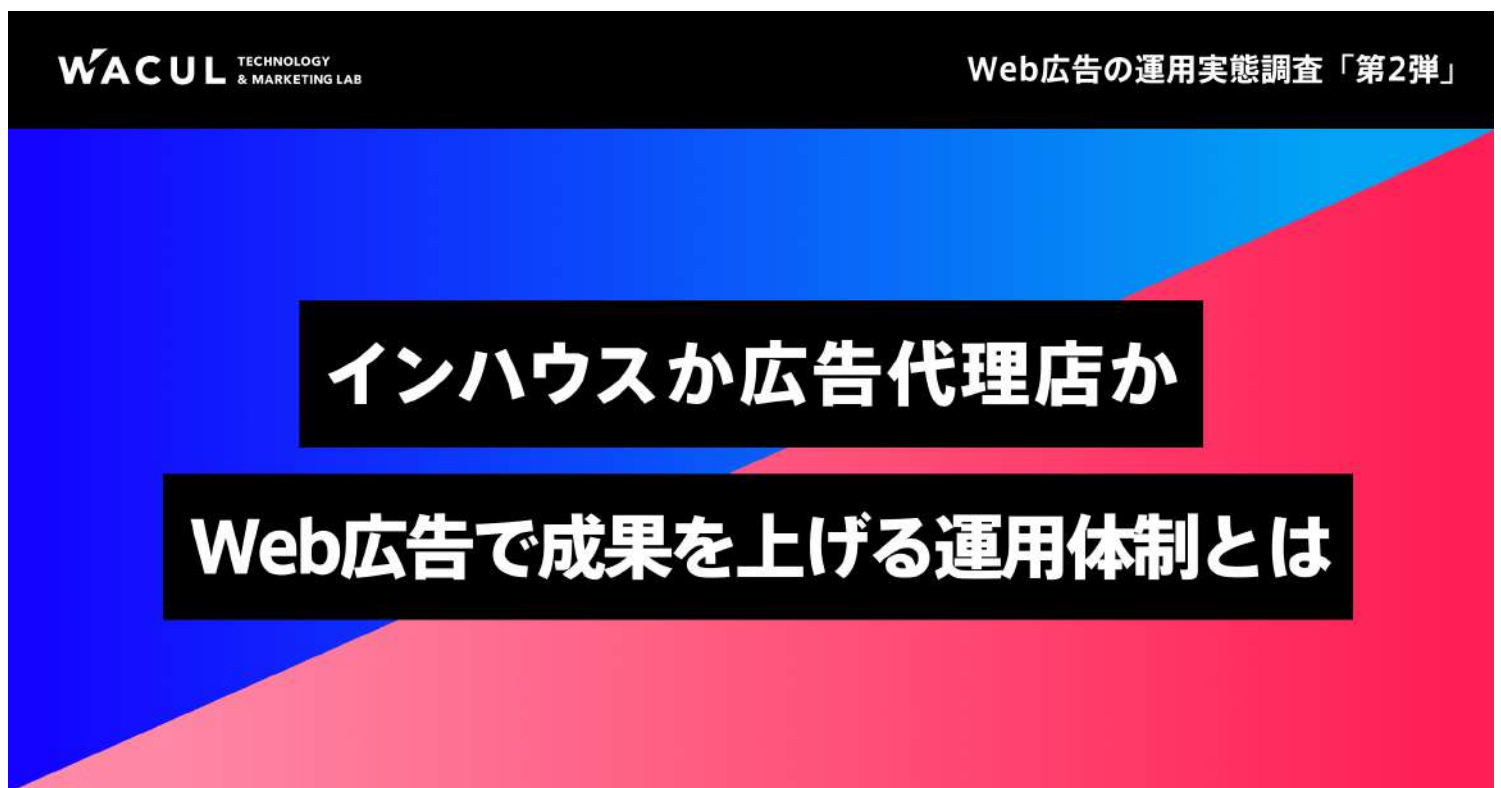 WACUL TECHNOLOGY
& MARKETING LAB
Web広告の運用実態調査「第2弾」
インハウスか広告代理店か
Web広告で成果を上げる運用体制とは